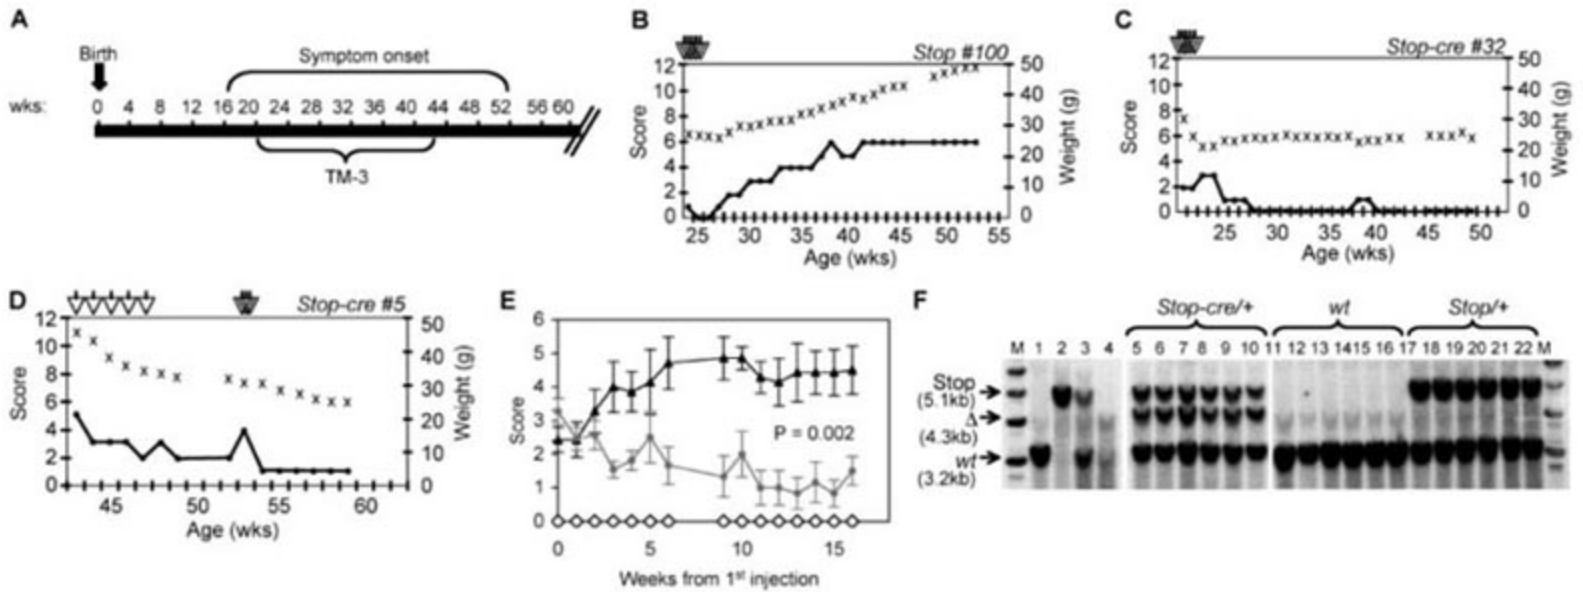 A
Birth
Symptom onset
wks: 0 4 8 12 16 20 24 28 32 36 40 44 48 52 56 60
TM-3
B
Stop #100
12 10 8 6 4 2 0
Score
50 40 30 20 10 0
Weight (g)
25 30 35 40 45 50 55
Age (wks)
C
Stop-cre #32
12 10 8 6 4 2 0
Score
50 40 30 20 10 0
Weight (g)
25 30 35 40 45 50
Age (wks)
D
Stop-cre #5
12 10 8 6 4 2 0
Score
50 40 30 20 10 0
Weight (g)
45 50 55 60
Age (wks)
E
6 5 4 3 2 1 0
Score
P = 0.002
0 5 10 15
Weeks from 1st injection
F
Stop-cre/+ wt Stop/+
M 1 2 3 4 5 6 7 8 9 10 11 12 13 14 15 16 17 18 19 20 21 22 M
Stop
(5.1kb)
Δ
(4.3kb)
wt
(3.2kb)